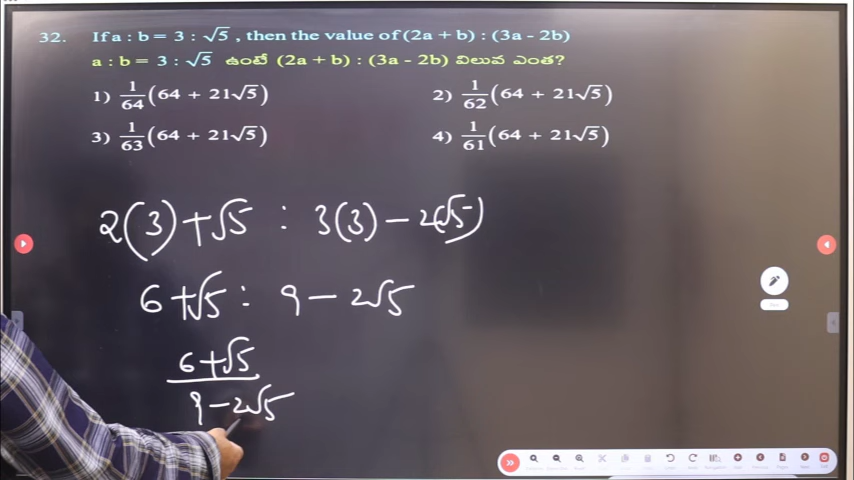 32. If a : b = 3 : √5 , then the value of (2a + b) : (3a - 2b)
a : b = 3 : √5 ఉంటే (2a + b) : (3a - 2b) విలువ ఎంత?
1) 1/64 (64 + 21√5) 2) 1/62 (64 + 21√5)
3) 1/63 (64 + 21√5) 4) 1/61 (64 + 21√5)
2(3)+√5 : 3(3) - 2(√5)
6+√5 : 9 - 2√5
6+√5
9-2√5